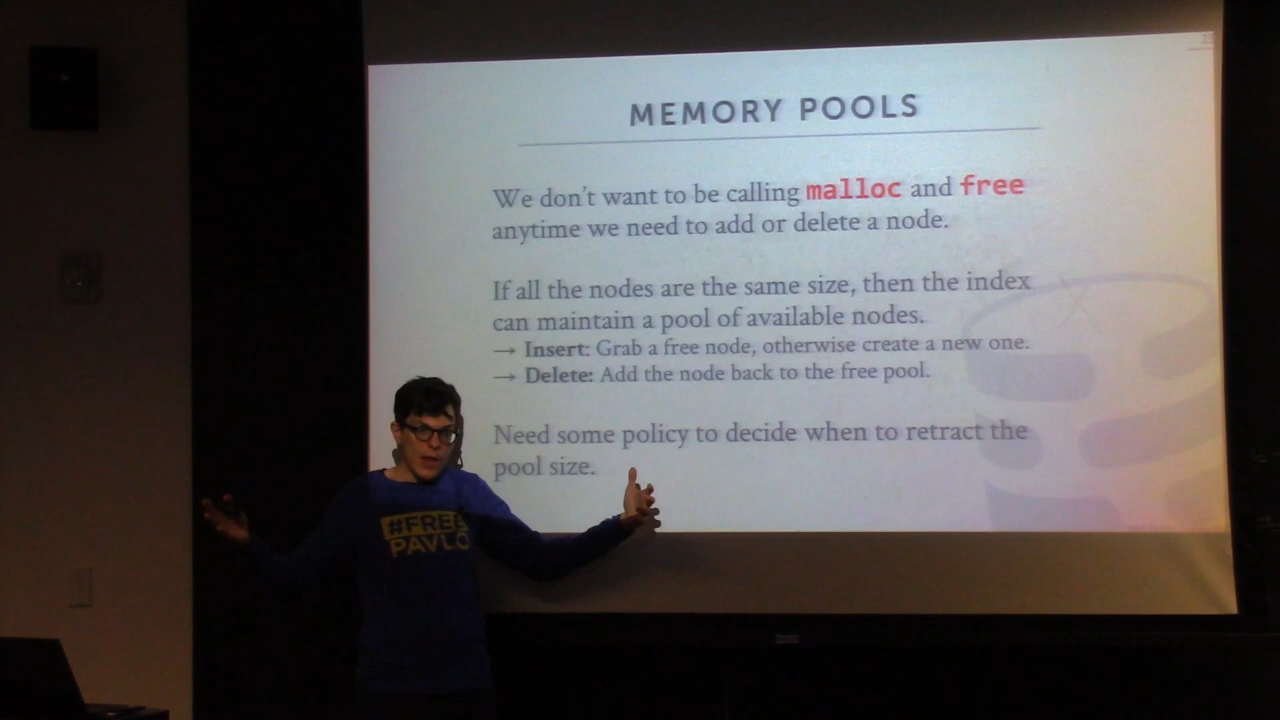 MEMORY POOLS
We don't want to be calling malloc and free
anytime we need to add or delete a node.
If all the nodes are the same size, then the index
can maintain a pool of available nodes.
→ Insert: Grab a free node, otherwise create a new one.
→ Delete: Add the node back to the free pool.
Need some policy to decide when to retract the
pool size.
#FREE
PAVLO